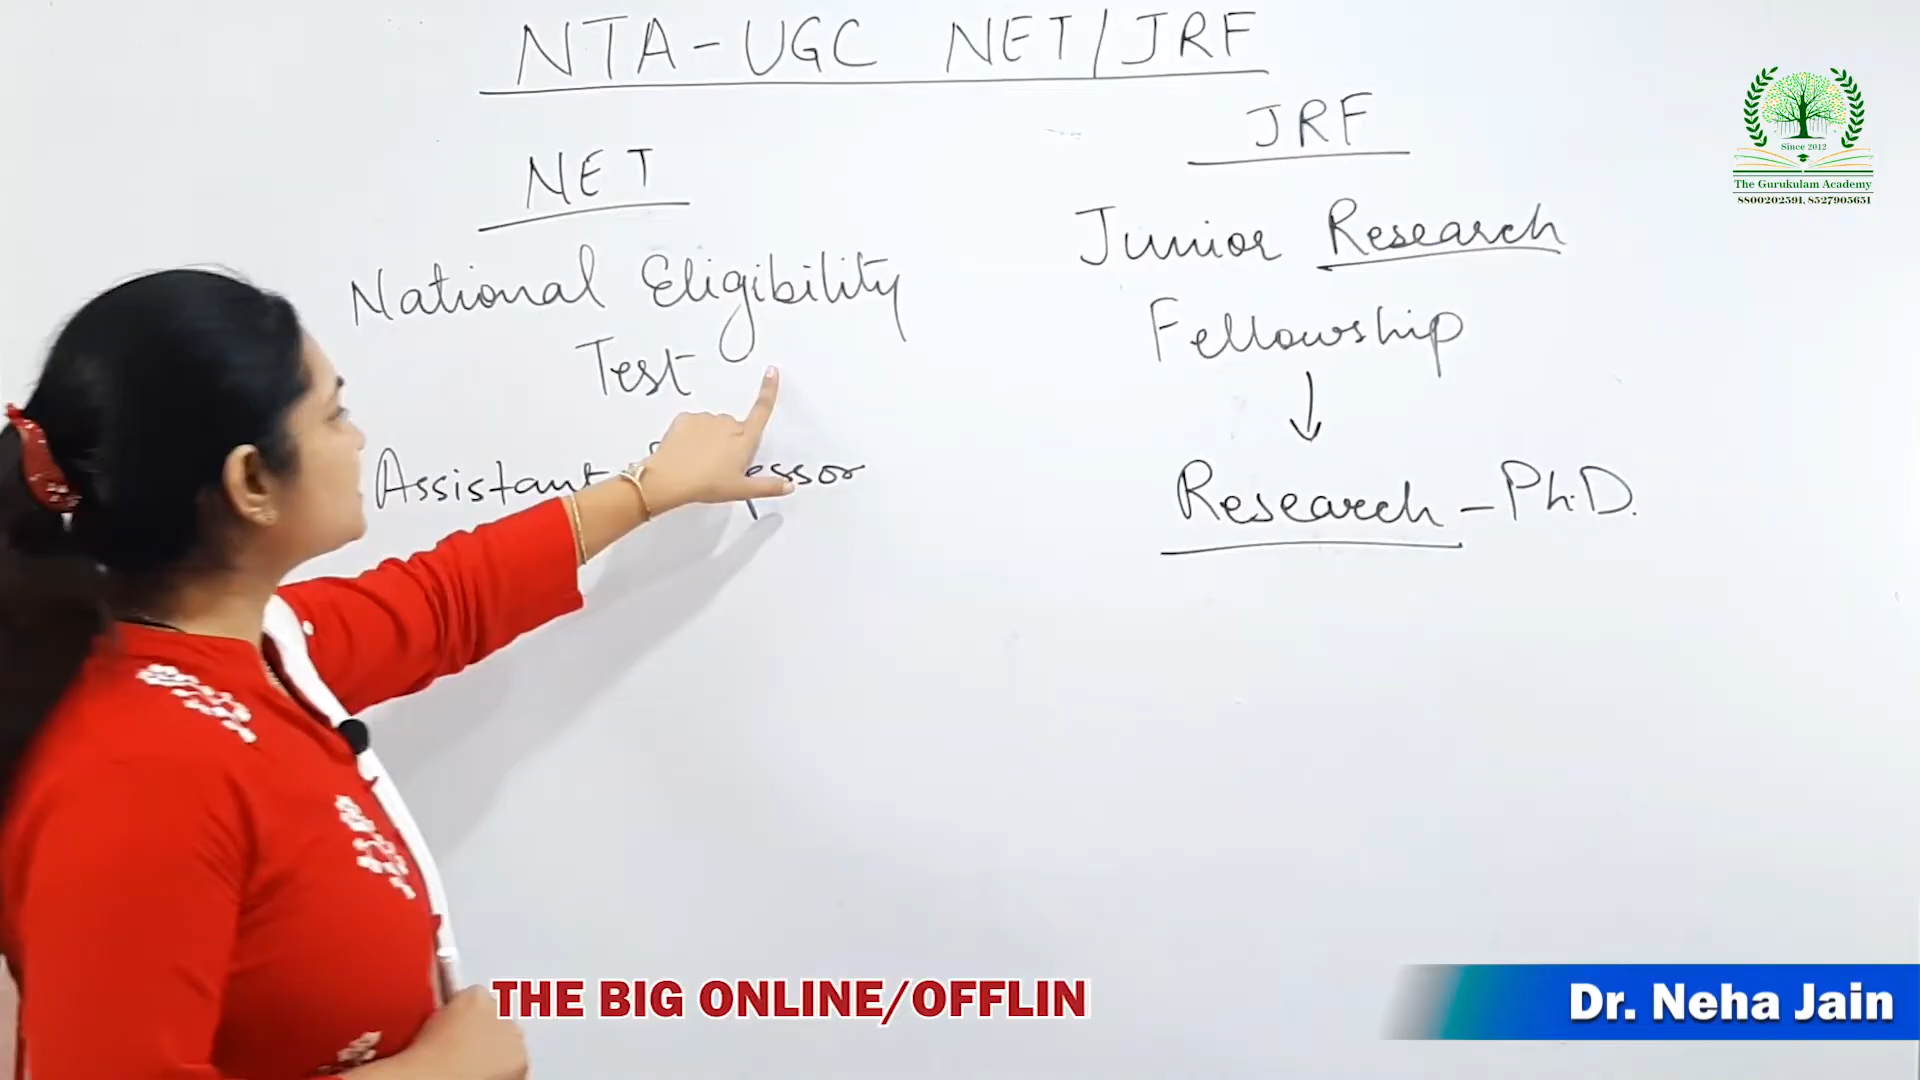 NTA-UGC NET/JRF
NET
National Eligibility
Test
Assistant
JRF
Junior Research
Fellowship
Research - Ph.D.
Since 2012
The Gurukulam Academy
8800202591, 8527905651
THE BIG ONLINE/OFFLIN
Dr. Neha Jain